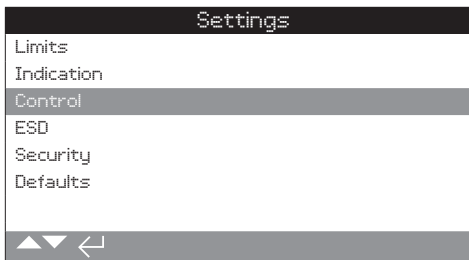 Settings
Limits
Indication
Control
ESD
Security
Defaults